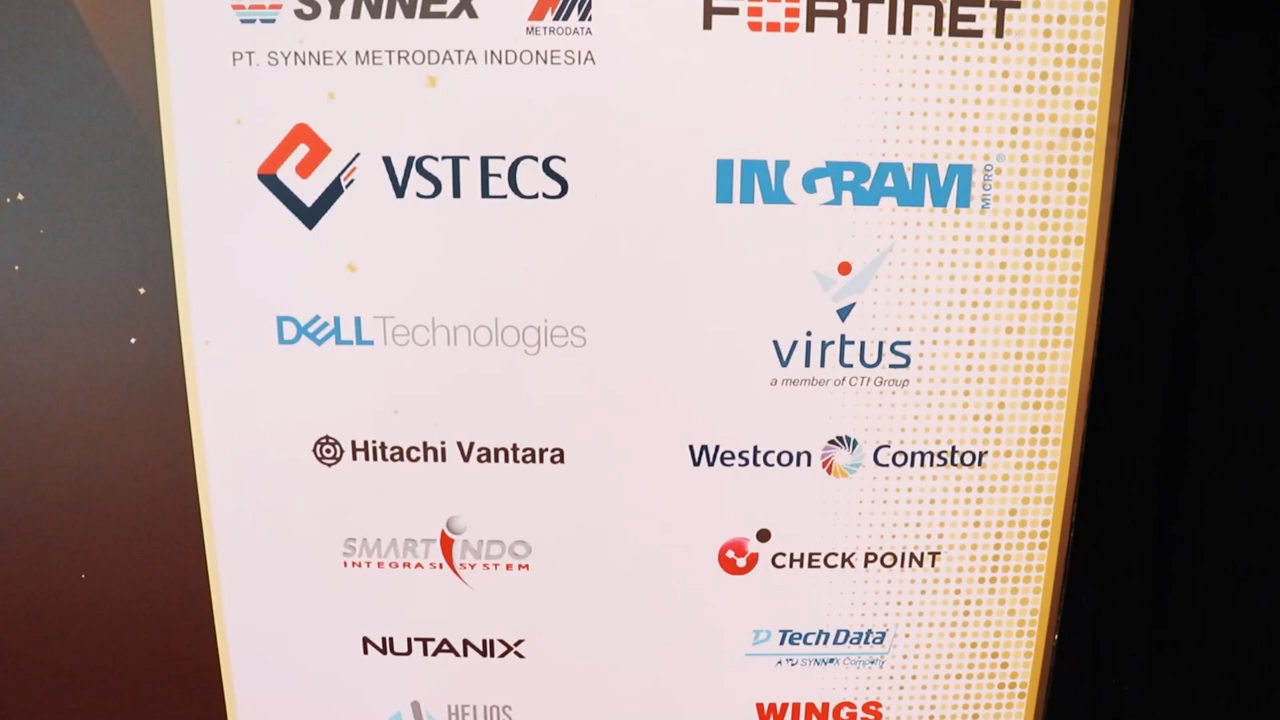 SYNNEX
METRODATA
FORTINET
PT. SYNNEX METRODATA INDONESIA
VST ECS
INGRAM MICRO ®
DELL Technologies
virtus
a member of CTI Group
Hitachi Vantara
Westcon Comstor
SMART INDO
INTEGRASI SYSTEM
CHECK POINT
NUTANIX
Tech Data
A TD SYNNEX Company
HELIOS
WINGS